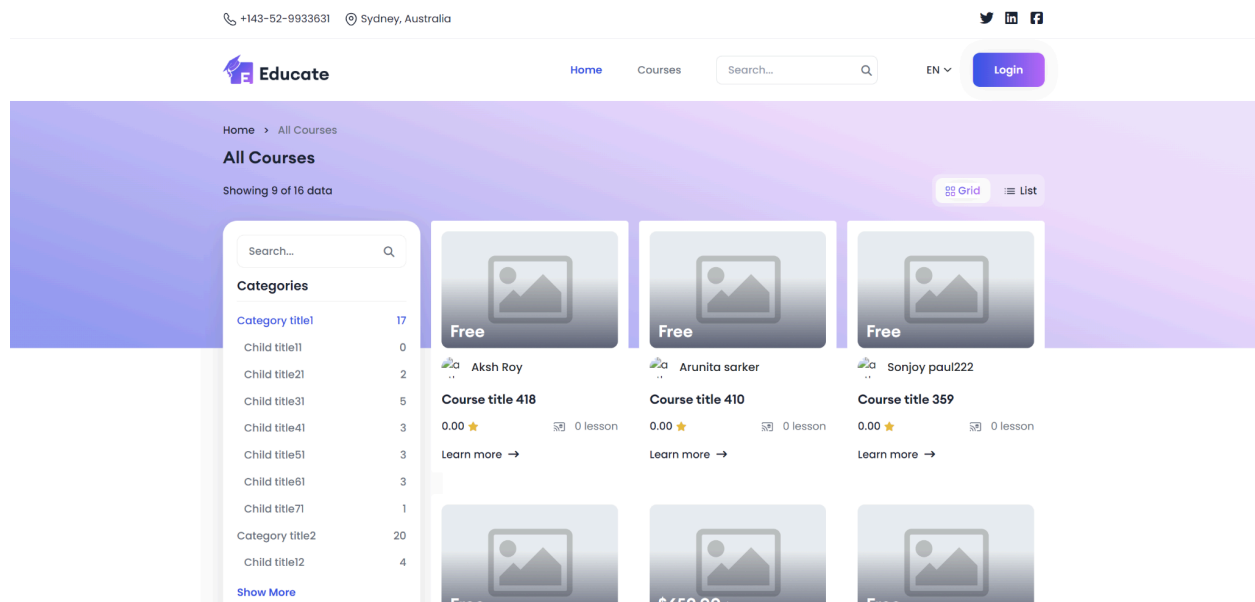 +143-52-9933631 Sydney, Australia
Educate
Home Courses Search... EN Login
Home > All Courses
All Courses
Showing 9 of 16 data
Grid List
Search...
Categories
Category title1 17
Child title11 0
Child title21 2
Child title31 5
Child title41 3
Child title51 3
Child title61 3
Child title71 1
Category title2 20
Child title12 4
Show More
Free
Aksh Roy
Course title 418
0.00 0 lesson
Learn more →
Free
Arunita sarker
Course title 410
0.00 0 lesson
Learn more →
Free
Sonjoy paul222
Course title 359
0.00 0 lesson
Learn more →
Free
Free